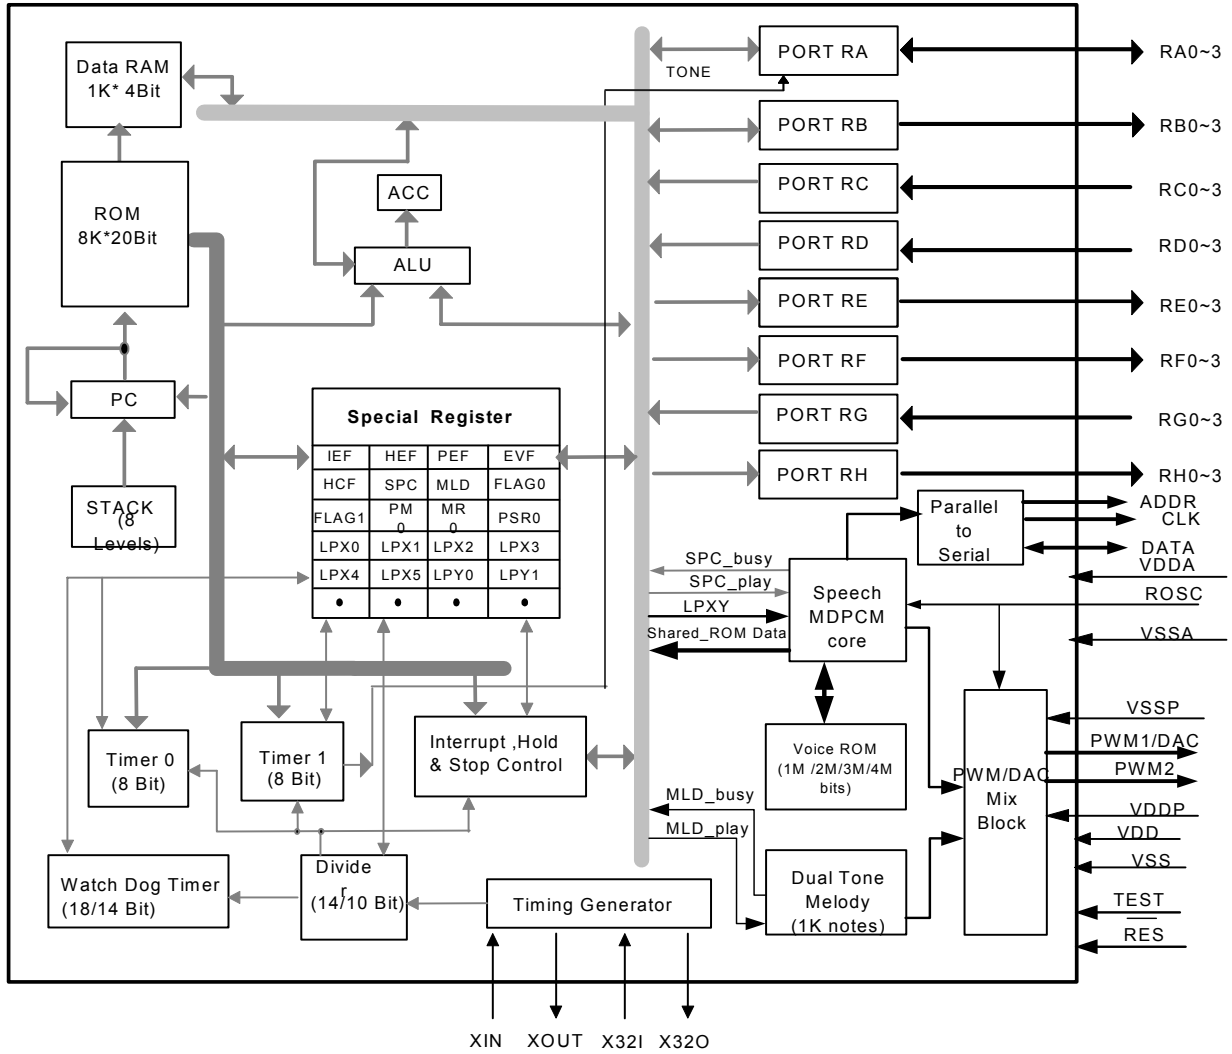 Data RAM
1K* 4Bit
ROM
8K*20Bit
PC
STACK (8
Levels)
ACC
ALU
TONE
PORT RA
RA0~3
PORT RB
RB0~3
PORT RC
RC0~3
PORT RD
RD0~3
PORT RE
RE0~3
PORT RF
RF0~3
PORT RG
RG0~3
PORT RH
RH0~3
Special Register
IEF HEF PEF EVF
HCF SPC MLD FLAG0
FLAG1 PM0 MR0 PSR0
LPX0 LPX1 LPX2 LPX3
LPX4 LPX5 LPY0 LPY1
Parallel
to
Serial
ADDR
CLK
DATA
VDDA
ROSC
VSSA
SPC_busy
SPC_play
LPXY
Shared_ROM Data
Speech
MDPCM
core
Voice ROM
(1M /2M/3M/4M
bits)
MLD_busy
MLD_play
Dual Tone
Melody
(1K notes)
PWM/DAC
Mix
Block
VSSP
PWM1/DAC
PWM2
VDDP
VDD
VSS
TEST
RES
Timer 0
(8 Bit)
Timer 1
(8 Bit)
Interrupt ,Hold
& Stop Control
Watch Dog Timer
(18/14 Bit)
Divide
r
(14/10 Bit)
Timing Generator
XIN
XOUT
X32I
X32O